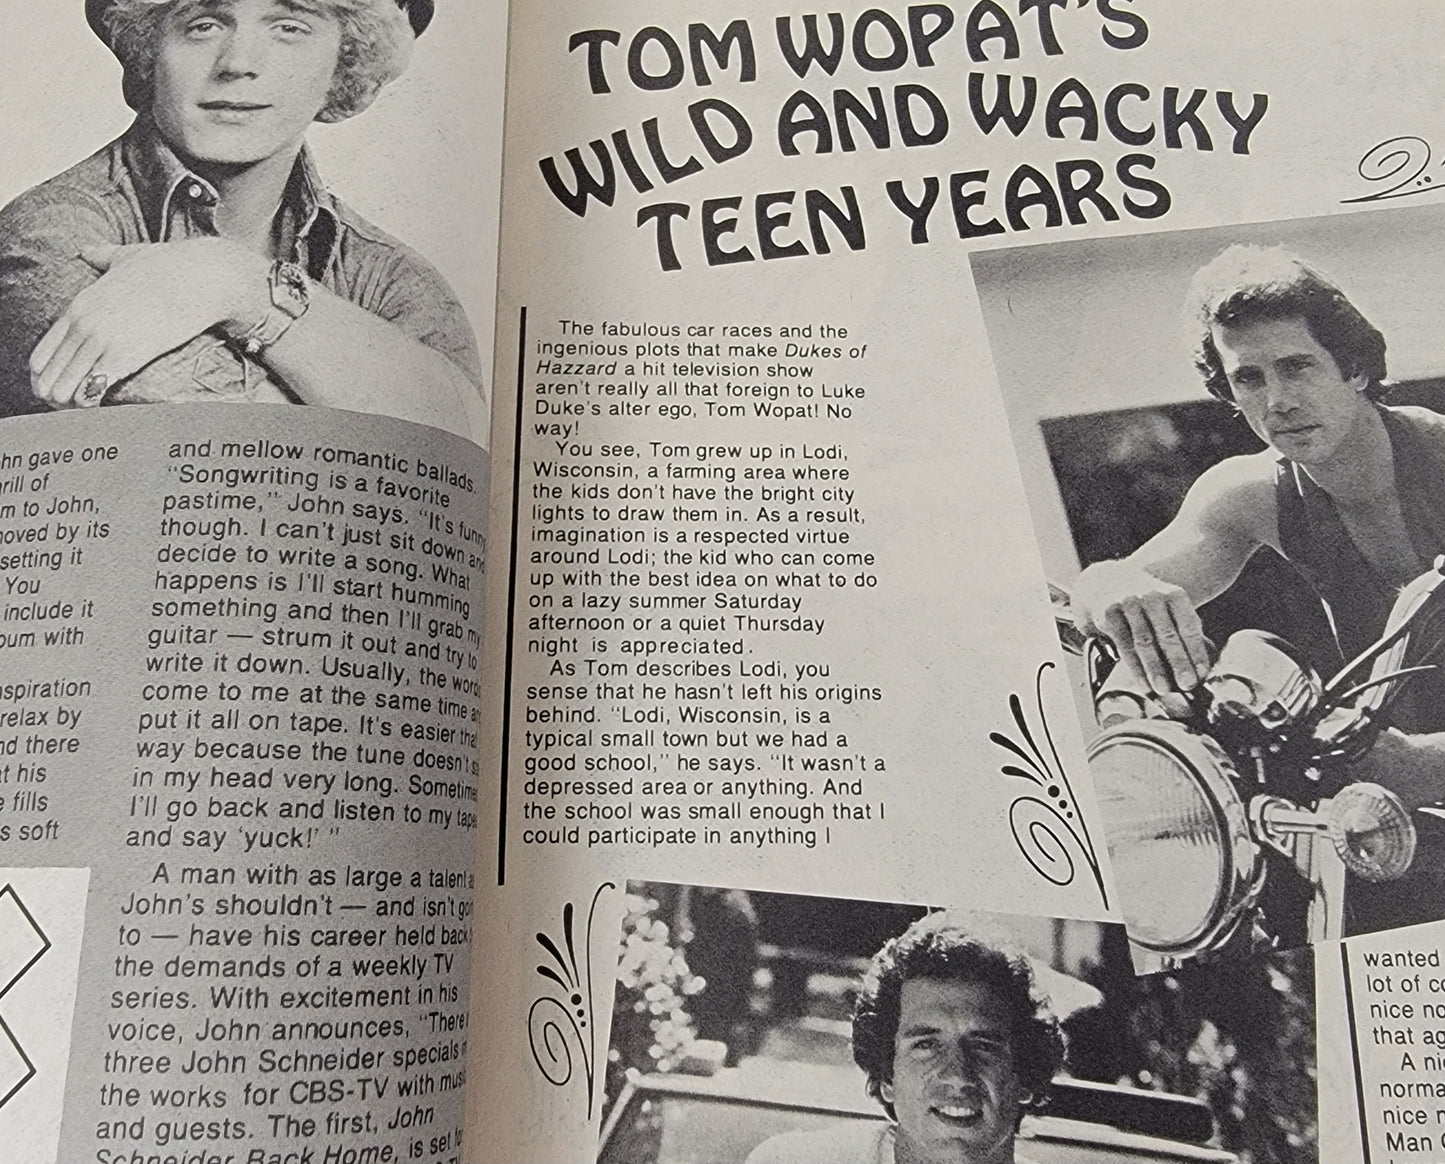 hn gave one
rill of
m to John,
noved by its
setting it
You
include it
oum with
nspiration
relax by
nd there
at his
e fills
s soft
and mellow romantic ballads.
“Songwriting is a favorite
pastime,” John says. “It's funny
though. I can't just sit down and
decide to write a song. What
happens is I'll start humming
something and then I'll grab my
guitar — strum it out and try to
write it down. Usually, the words
come to me at the same time
put it all on tape. It's easier that
way because the tune doesn't
in my head very long. Sometimes
I'll go back and listen to my tapes
and say ‘yuck!’ ”
A man with as large a talent
John's shouldn't — and isn't
to — have his career held back
the demands of a weekly TV
series. With excitement in his
voice, John announces, “There
three John Schneider specials
the works for CBS-TV with
and guests. The first, John
Schneider Back Home, is set
TOM WOPAT'S
WILD AND WACKY
TEEN YEARS
The fabulous car races and the
ingenious plots that make Dukes of
Hazzard a hit television show
aren't really all that foreign to Luke
Duke's alter ego, Tom Wopat! No
way!
You see, Tom grew up in Lodi,
Wisconsin, a farming area where
the kids don't have the bright city
lights to draw them in. As a result,
imagination is a respected virtue
around Lodi; the kid who can come
up with the best idea on what to do
on a lazy summer Saturday
afternoon or a quiet Thursday
night is appreciated.
As Tom describes Lodi, you
sense that he hasn't left his origins
behind. “Lodi, Wisconsin, is a
typical small town but we had a
good school,” he says. “It wasn't a
depressed area or anything. And
the school was small enough that I
could participate in anything I
wanted
lot of co
nice no
that ag
A ni
norma
nice n
Man